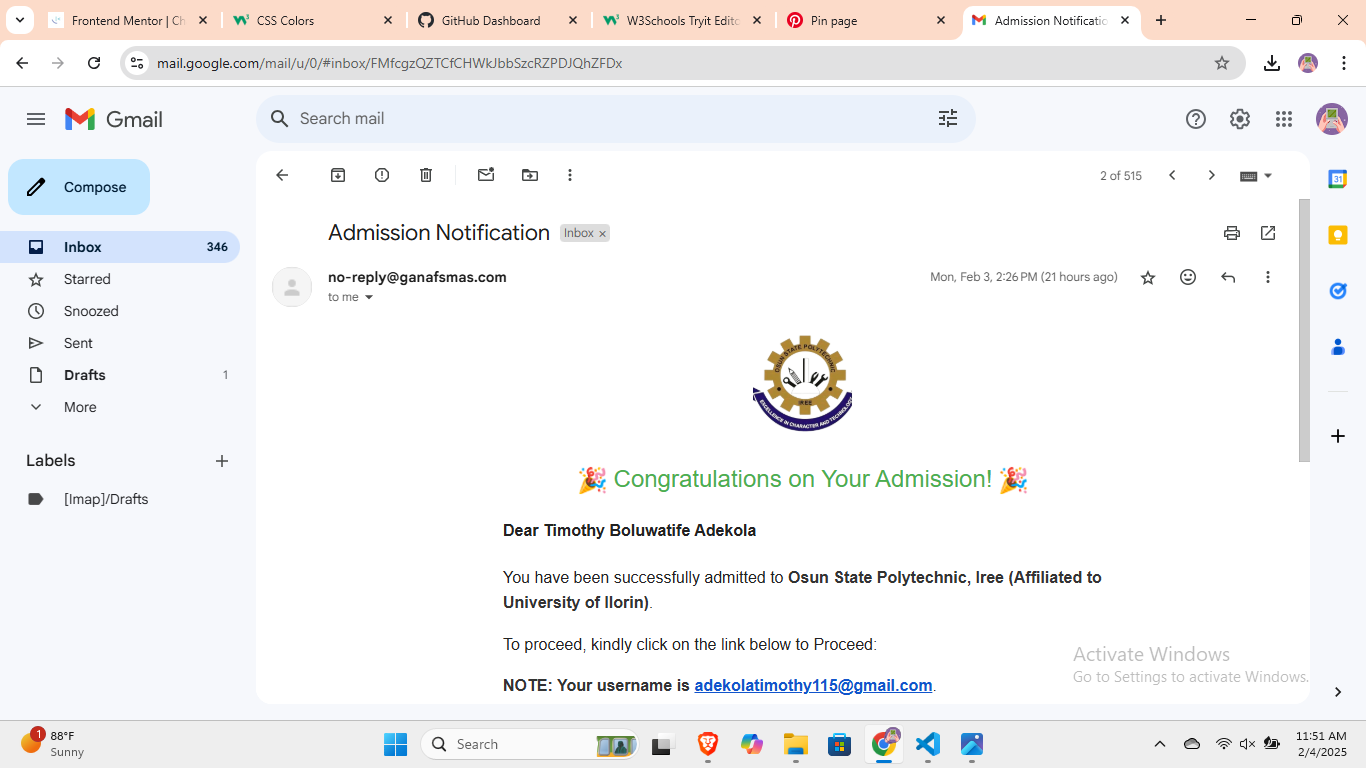 Frontend Mentor | Ch
CSS Colors
GitHub Dashboard
W3Schools Tryit Edito
Pin page
Admission Notificatio
mail.google.com/mail/u/0/#inbox/FMfcgzQZTCfCHWkJbbSzcRZPDJQhZFDx
Gmail
Search mail
Compose
2 of 515
Inbox 346
Starred
Snoozed
Sent
Drafts 1
More
Labels
[Imap]/Drafts
Admission Notification Inbox
no-reply@ganafsmas.com
Mon, Feb 3, 2:26 PM (21 hours ago)
to me
31
OSUN STATE POLYTECHNIC
IREE
EXCELLENCE IN CHARACTER AND TECHNOLOGY
🎉 Congratulations on Your Admission! 🎉
Dear Timothy Boluwatife Adekola
You have been successfully admitted to Osun State Polytechnic, Iree (Affiliated to
University of Ilorin).
To proceed, kindly click on the link below to Proceed:
NOTE: Your username is adekolatimothy115@gmail.com.
Activate Windows
Go to Settings to activate Windows.
1
88°F
Sunny
Search
11:51 AM
2/4/2025